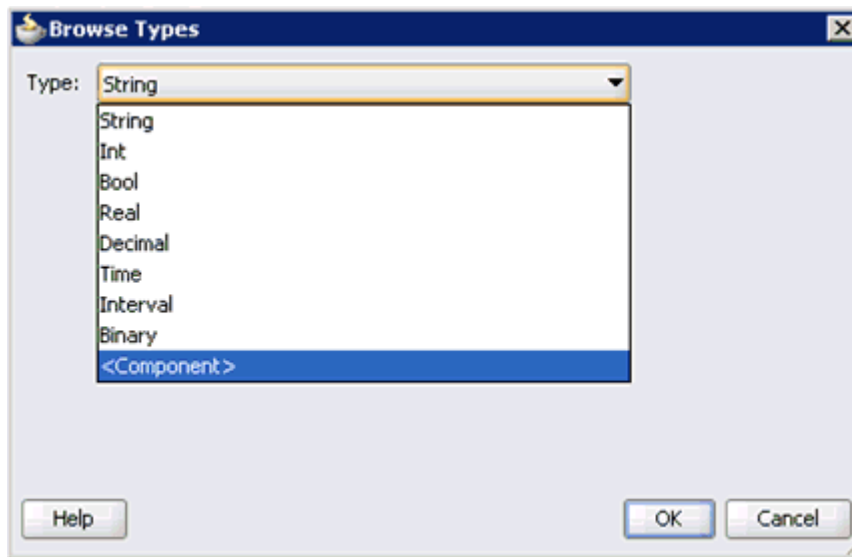 Browse Types
Type: String
String
Int
Bool
Real
Decimal
Time
Interval
Binary
<Component>
Help OK Cancel